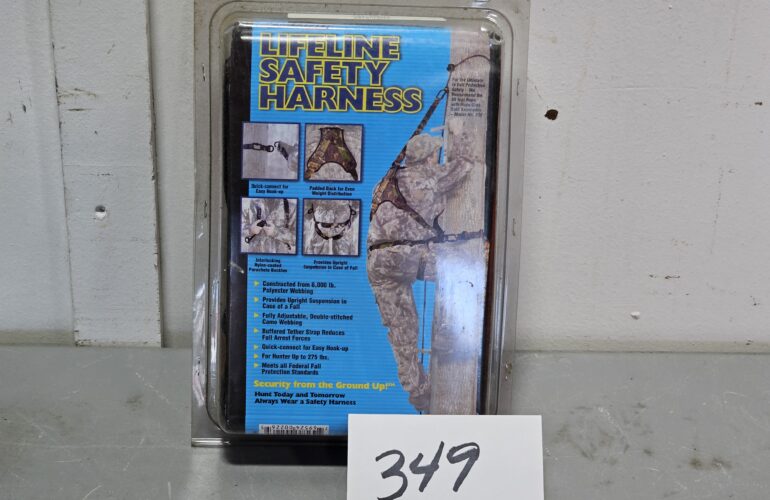 LIFELINE
SAFETY
HARNESS
Quick-connect for
Easy Hook-up
Padded Back for Even
Weight Distribution
Interlocking
Nylon-coated
Parachute Buckles
Provides Upright
Suspension in Case of Fall
Constructed from 6,000 lb.
Polyester Webbing
Provides Upright Suspension in
Case of a Fall
Fully Adjustable, Double-stitched
Camo Webbing
Buffered Tether Strap Reduces
Fall Arrest Forces
Quick-connect for Easy Hook-up
For Hunter Up to 275 lbs.
Meets all Federal Fall
Protection Standards
Security from the Ground Up!
Hunt Today and Tomorrow
Always Wear a Safety Harness
349